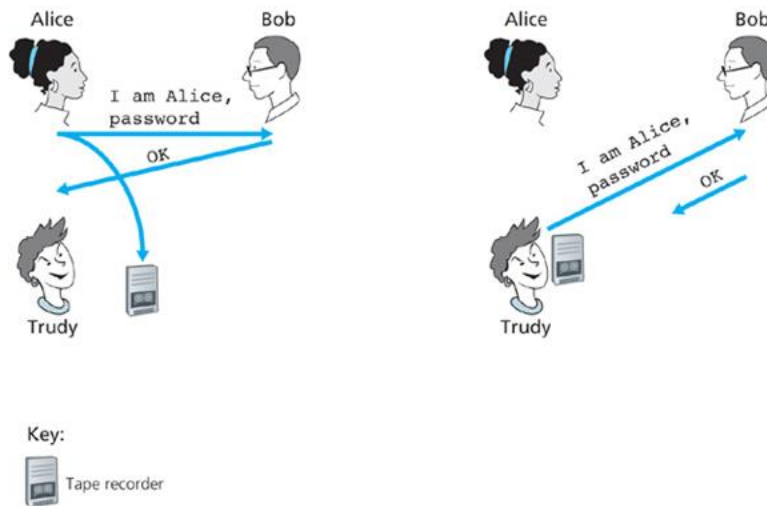 Alice
Bob
I am Alice,
password
OK
Trudy
Alice
Bob
I am Alice,
password
OK
Trudy
Key:
Tape recorder